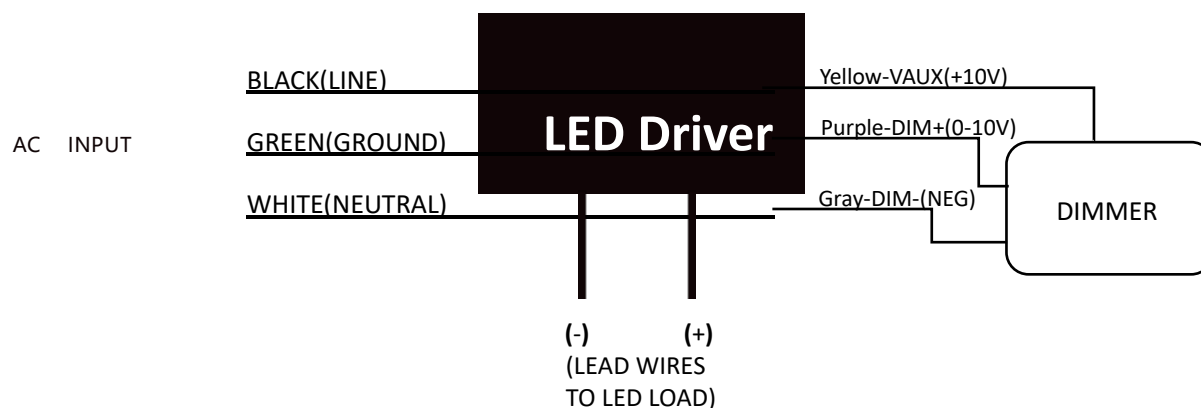 BLACK(LINE)
Yellow-VAUX(+10V)
AC INPUT
GREEN(GROUND)
LED Driver
Purple-DIM+(0-10V)
WHITE(NEUTRAL)
Gray-DIM-(NEG)
DIMMER
(-) (+)
(LEAD WIRES
TO LED LOAD)